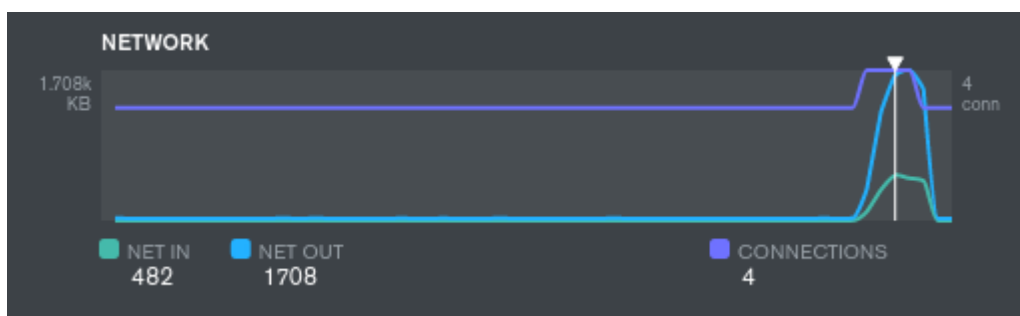 NETWORK
1.708k
KB
4
conn
NET IN
482
NET OUT
1708
CONNECTIONS
4